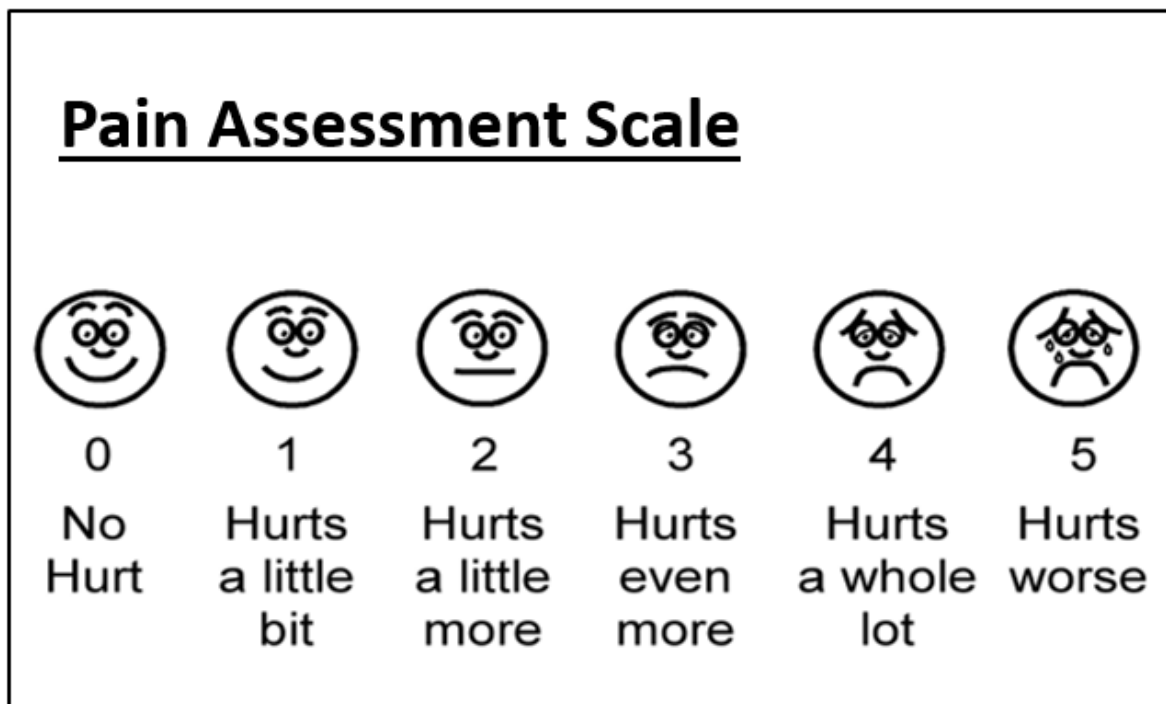 Pain Assessment Scale
0 1 2 3 4 5
No Hurts Hurts Hurts Hurts Hurts
Hurt a little a little even a whole worse
bit more more lot